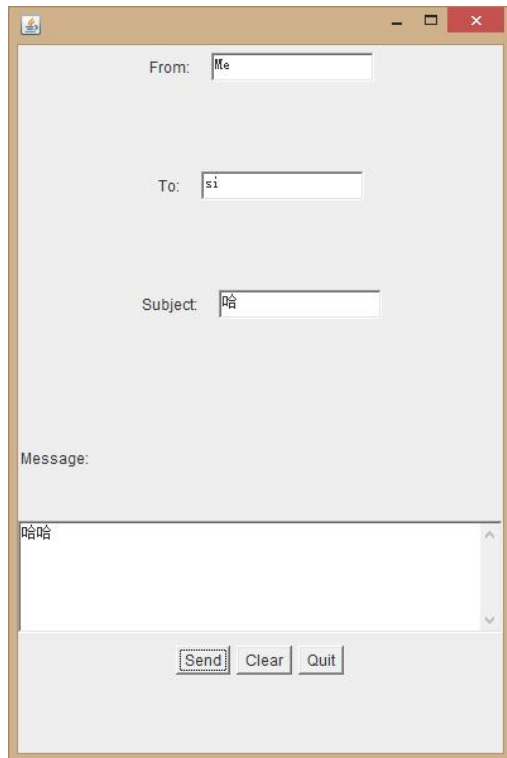 From: Me
To: si
Subject: 哈
Message:
哈哈
Send Clear Quit